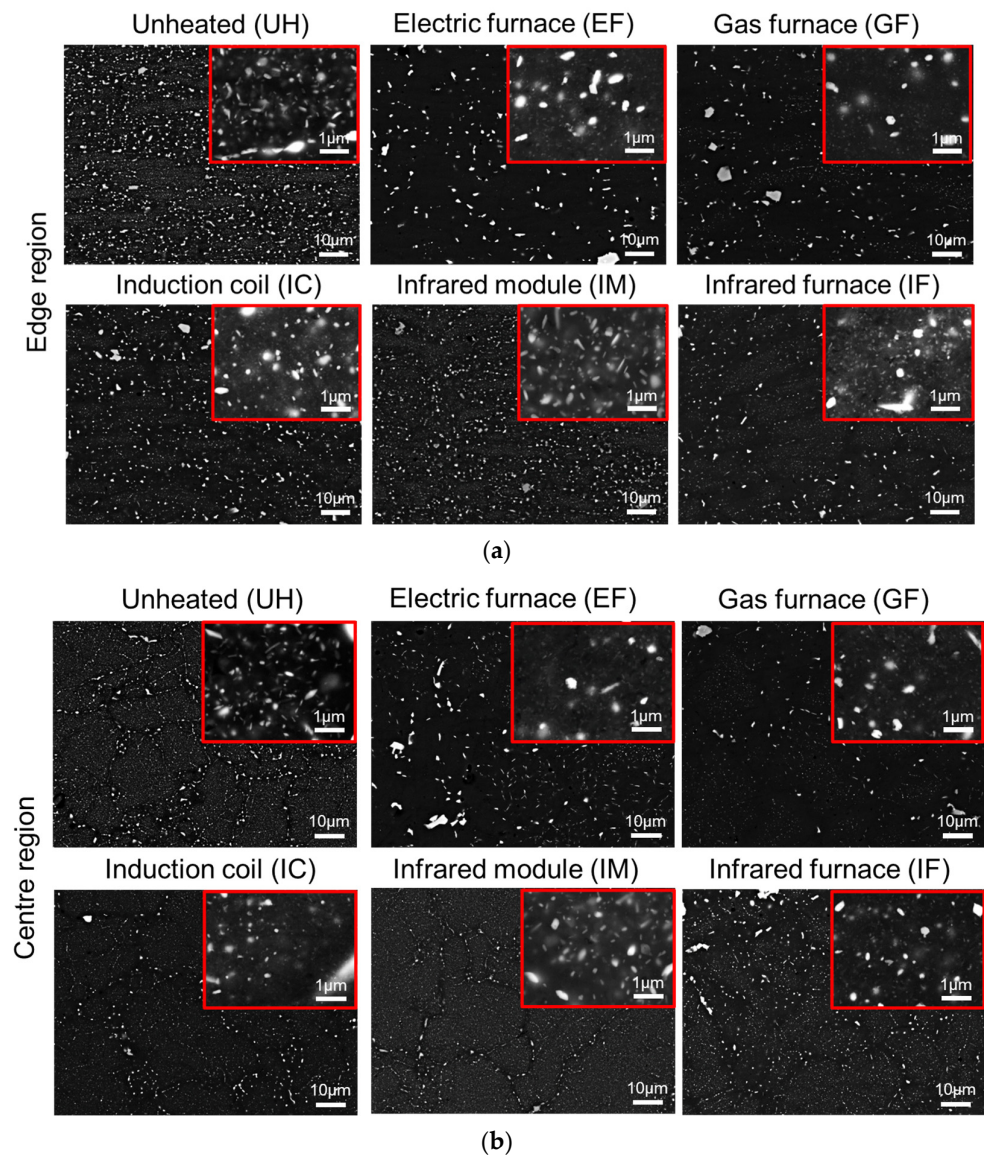 Unheated (UH) Electric furnace (EF) Gas furnace (GF)
1µm 1µm 1µm
10µm 10µm 10µm
Edge region
Induction coil (IC) Infrared module (IM) Infrared furnace (IF)
1µm 1µm 1µm
10µm 10µm 10µm
(a)
Unheated (UH) Electric furnace (EF) Gas furnace (GF)
1µm 1µm 1µm
10µm 10µm 10µm
Centre region
Induction coil (IC) Infrared module (IM) Infrared furnace (IF)
1µm 1µm 1µm
10µm 10µm 10µm
(b)